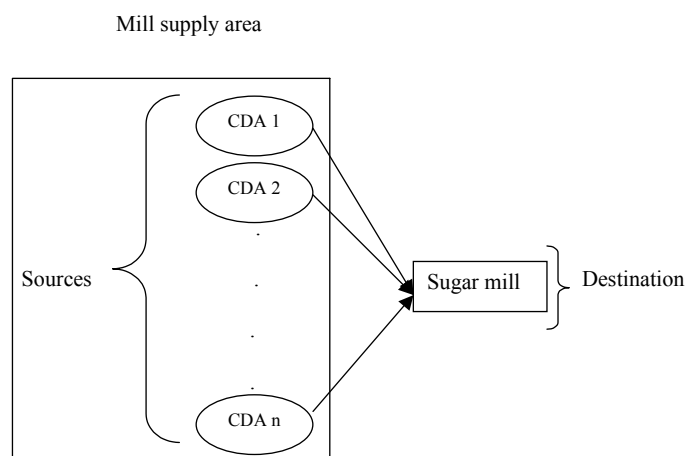 Mill supply area
CDA 1
CDA 2
.
.
.
.
Sources
Sugar mill
Destination
CDA n